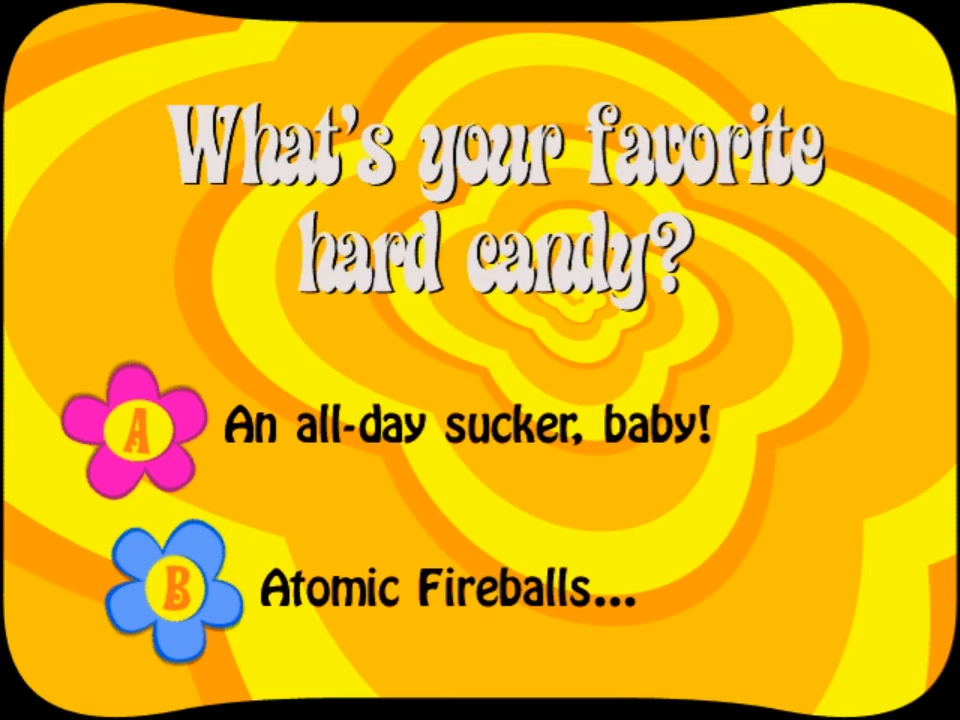 What's your favorite
hard candy?
A An all-day sucker, baby!
B Atomic Fireballs...